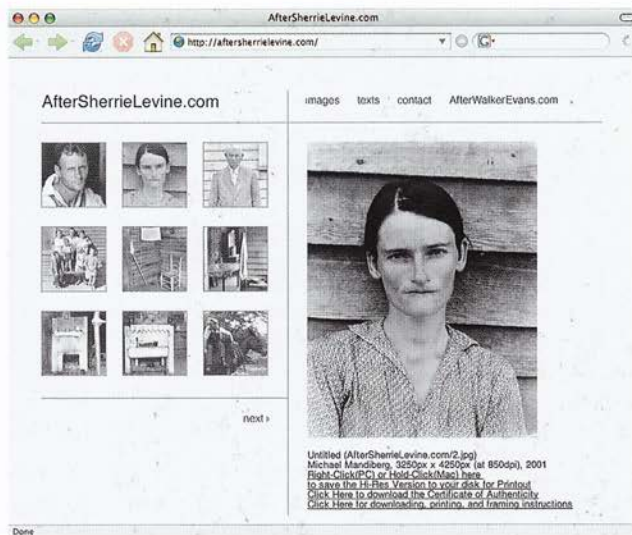 AfterSherrieLevine.com
http://aftersherrielevine.com/
AfterSherrieLevine.com
images texts contact AfterWalkerEvans.com
next ›
Untitled (AfterSherrieLevine.com/2.jpg)
Michael Mandiberg, 3250px x 4250px (at 850dpi), 2001
Right-Click(PC) or Hold-Click(Mac) here
to save the Hi-Res Version to your disk for Printout
Click Here to download the Certificate of Authenticity
Click Here for downloading, printing, and framing instructions
Done